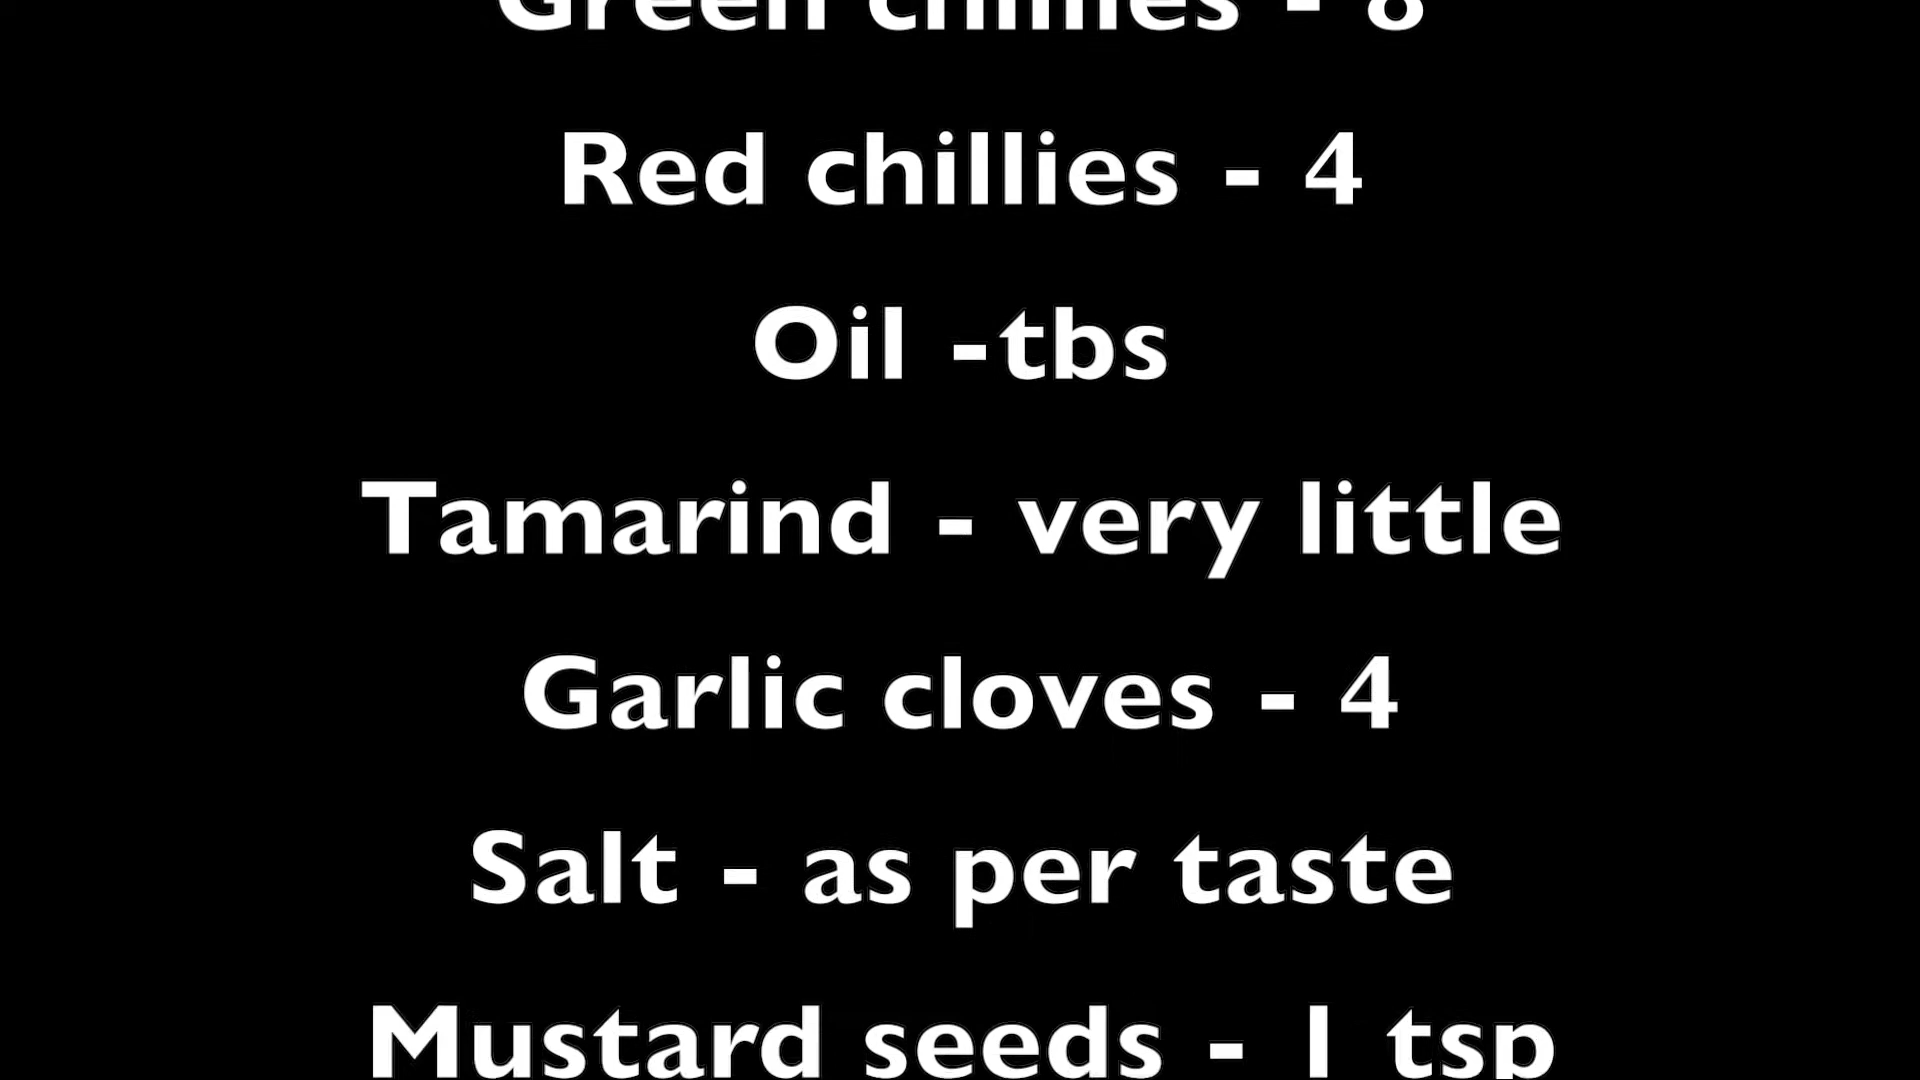 Green chillies - 8
Red chillies - 4
Oil -tbs
Tamarind - very little
Garlic cloves - 4
Salt - as per taste
Mustard seeds - 1 tsp